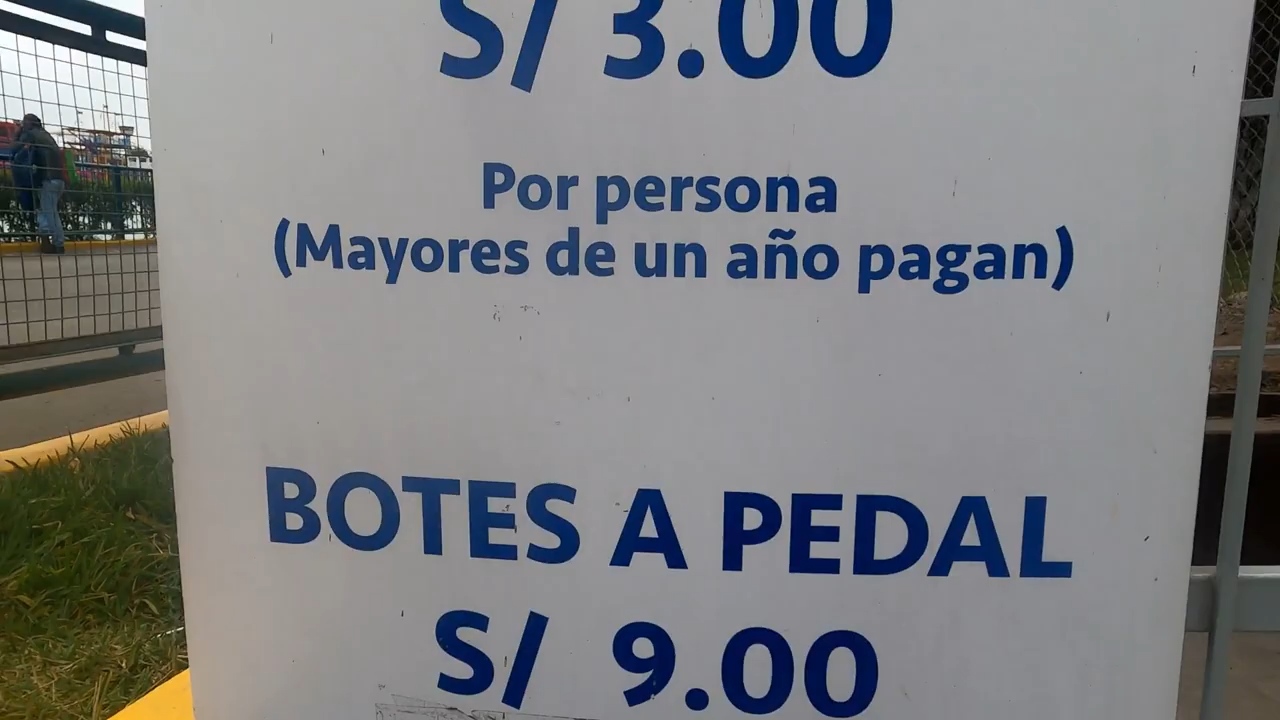 S/ 3.00
Por persona
(Mayores de un año pagan)
BOTES A PEDAL
S/ 9.00